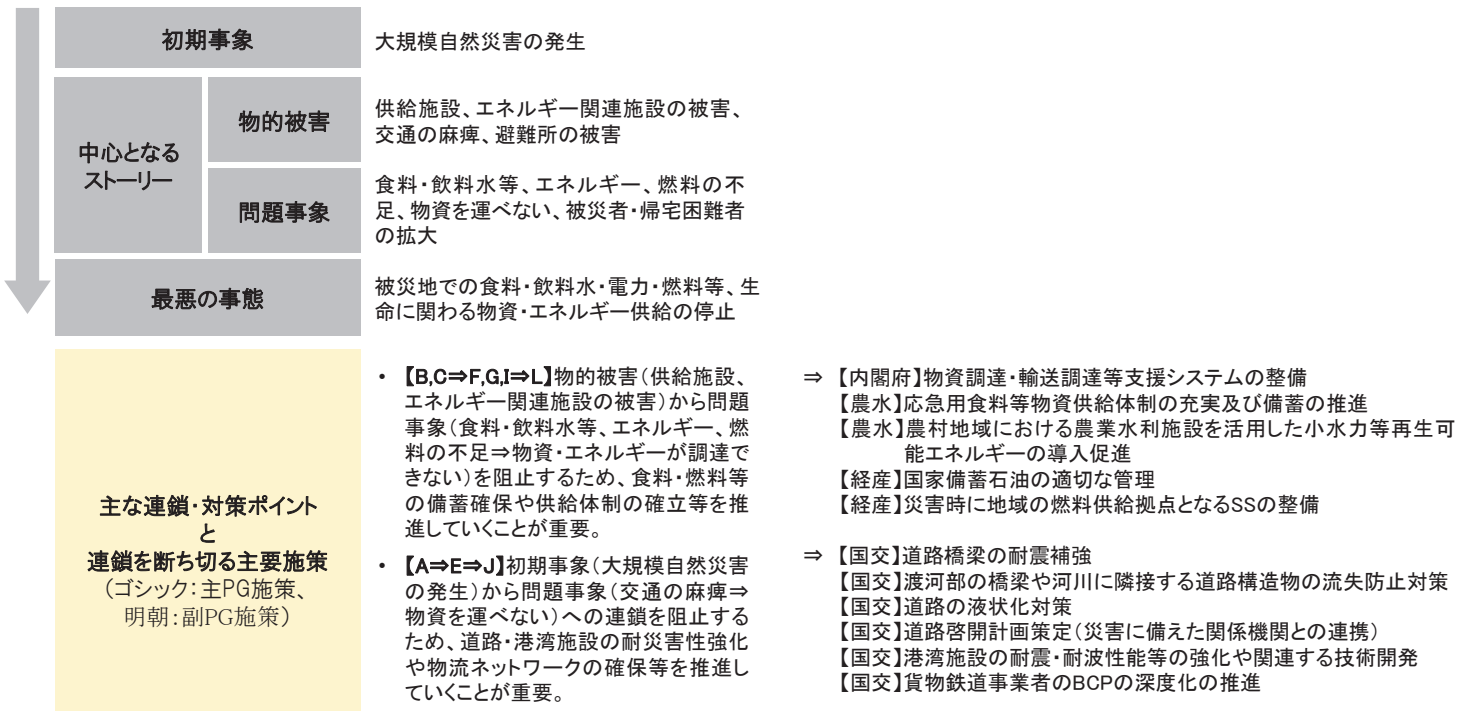 初期事象
大規模自然災害の発生
中心となる
ストーリー
物的被害
供給施設、エネルギー関連施設の被害、
交通の麻痺、避難所の被害
問題事象
食料・飲料水等、エネルギー、燃料の不
足、物資を運べない、被災者・帰宅困難者
の拡大
最悪の事態
被災地での食料・飲料水・電力・燃料等、生
命に関わる物資・エネルギー供給の停止
主な連鎖・対策ポイント
と
連鎖を断ち切る主要施策
（ゴシック：主PG施策、
明朝：副PG施策）
・ 【B,C⇒F,G,I⇒L】物的被害（供給施設、
エネルギー関連施設の被害）から問題
事象（食料・飲料水等、エネルギー、燃
料の不足⇒物資・エネルギーが調達で
きない）を阻止するため、食料・燃料等
の備蓄確保や供給体制の確立等を推
進していくことが重要。
・ 【A⇒E⇒J】初期事象（大規模自然災害
の発生）から問題事象（交通の麻痺⇒
物資を運べない）への連鎖を阻止する
ため、道路・港湾施設の耐災害性強化
や物流ネットワークの確保等を推進し
ていくことが重要。
⇒ 【内閣府】物資調達・輸送調達等支援システムの整備
【農水】応急用食料等物資供給体制の充実及び備蓄の推進
【農水】農村地域における農業水利施設を活用した小水力等再生可
能エネルギーの導入促進
【経産】国家備蓄石油の適切な管理
【経産】災害時に地域の燃料供給拠点となるSSの整備
⇒ 【国交】道路橋梁の耐震補強
【国交】渡河部の橋梁や河川に隣接する道路構造物の流失防止対策
【国交】道路の液状化対策
【国交】道路啓開計画策定（災害に備えた関係機関との連携）
【国交】港湾施設の耐震・耐波性能等の強化や関連する技術開発
【国交】貨物鉄道事業者のBCPの深度化の推進